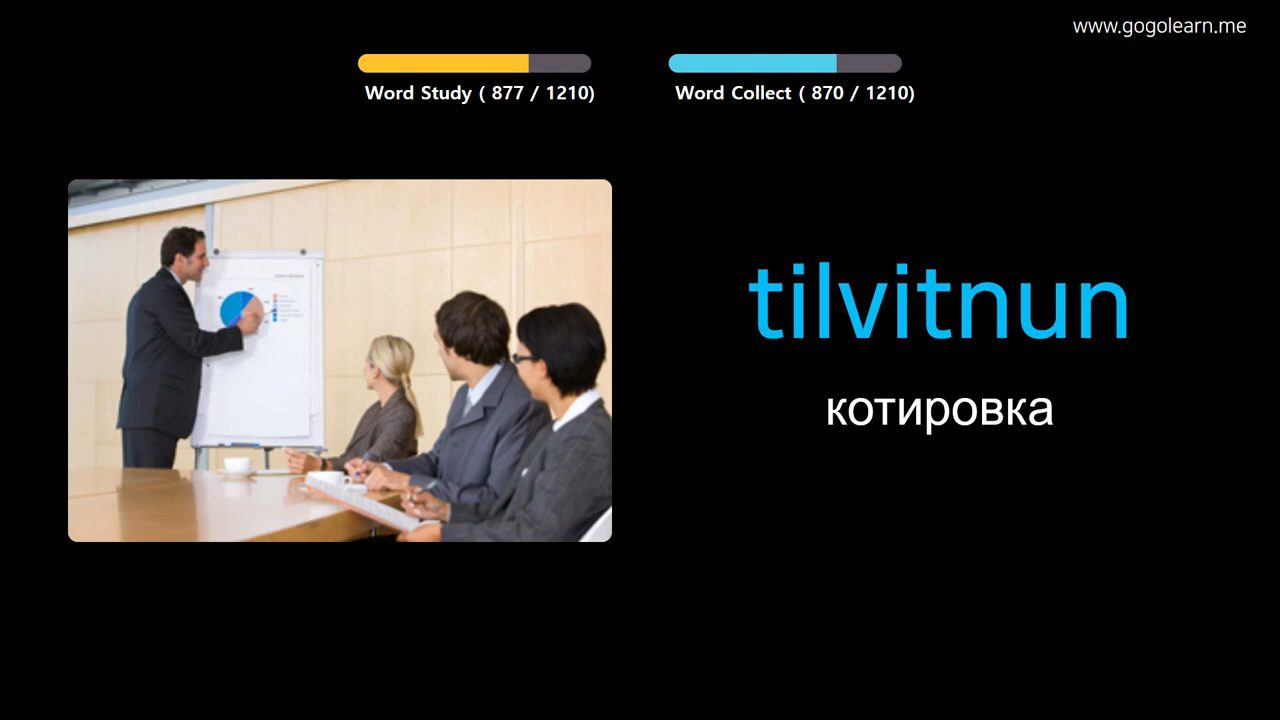 www.gogolearn.me
Word Study ( 877 / 1210)
Word Collect ( 870 / 1210)
tilvitnun
котировка